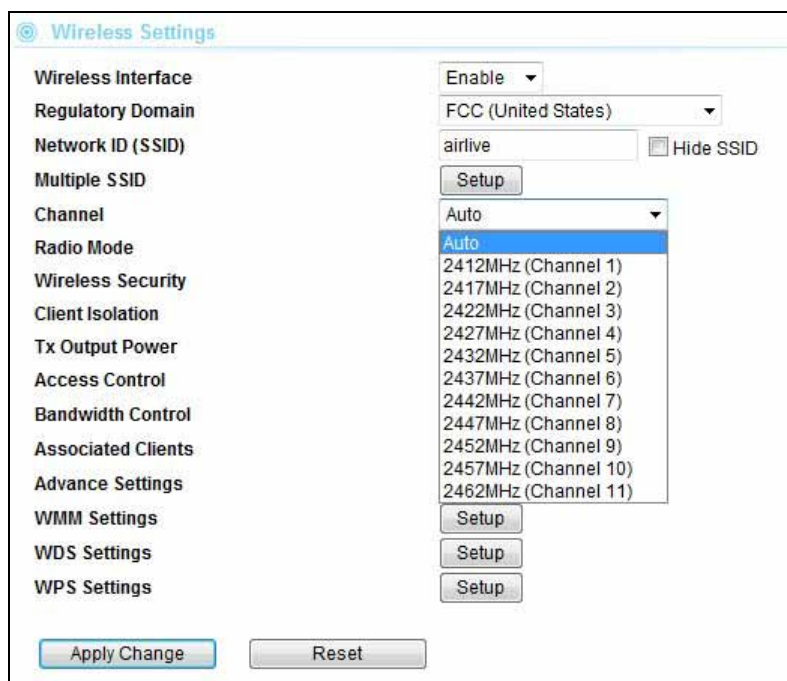 Wireless Settings
Wireless Interface Enable
Regulatory Domain FCC (United States)
Network ID (SSID) airlive Hide SSID
Multiple SSID Setup
Channel Auto
Radio Mode Auto
2412MHz (Channel 1)
Wireless Security 2417MHz (Channel 2)
2422MHz (Channel 3)
Client Isolation 2427MHz (Channel 4)
Tx Output Power 2432MHz (Channel 5)
2437MHz (Channel 6)
Access Control 2442MHz (Channel 7)
Bandwidth Control 2447MHz (Channel 8)
Associated Clients 2452MHz (Channel 9)
2457MHz (Channel 10)
Advance Settings 2462MHz (Channel 11)
WMM Settings Setup
WDS Settings Setup
WPS Settings Setup
Apply Change Reset